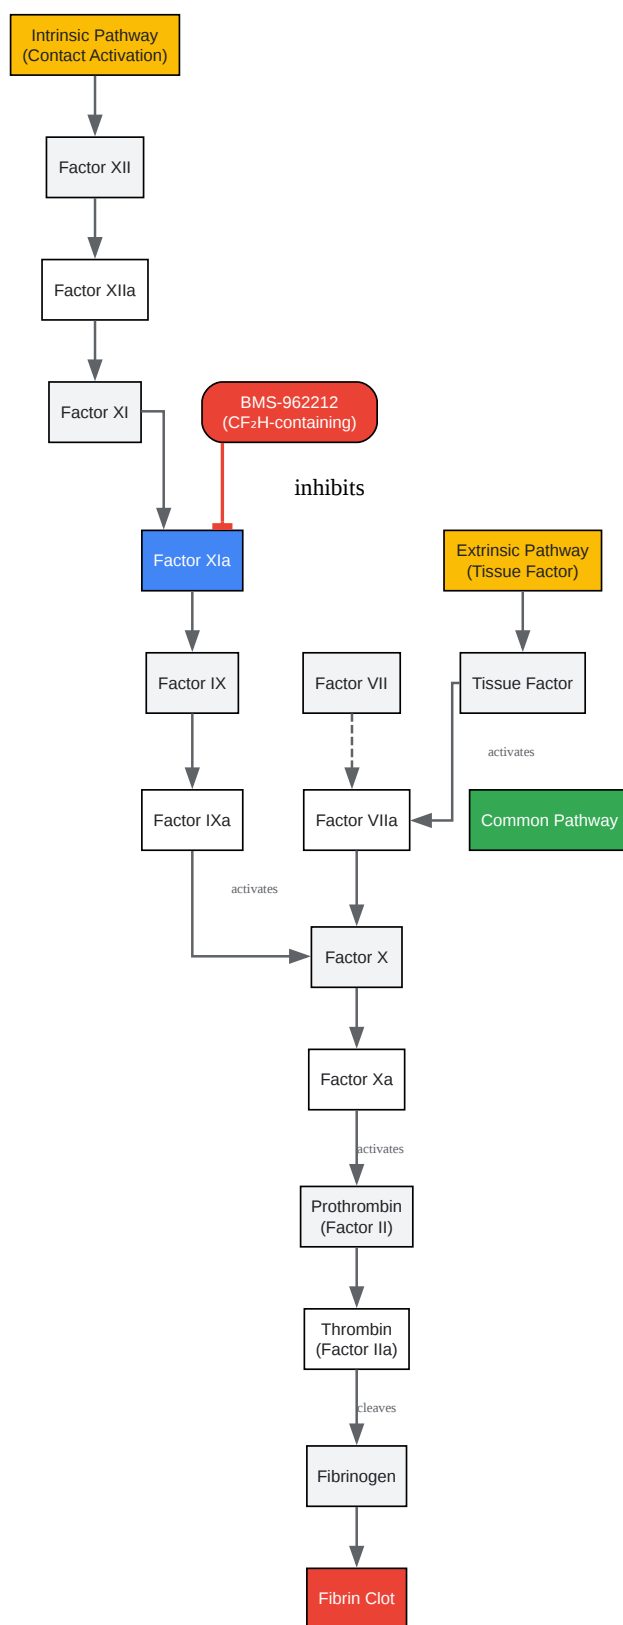 Intrinsic Pathway
(Contact Activation)
Factor XII
Factor XIIa
Factor XI
BMS-962212
(CF₂H-containing)
inhibits
Factor XIa
Extrinsic Pathway
(Tissue Factor)
Factor IX
Factor VII
Tissue Factor
activates
Factor IXa
Factor VIIa
Common Pathway
activates
Factor X
Factor Xa
activates
Prothrombin
(Factor II)
Thrombin
(Factor IIa)
cleaves
Fibrinogen
Fibrin Clot